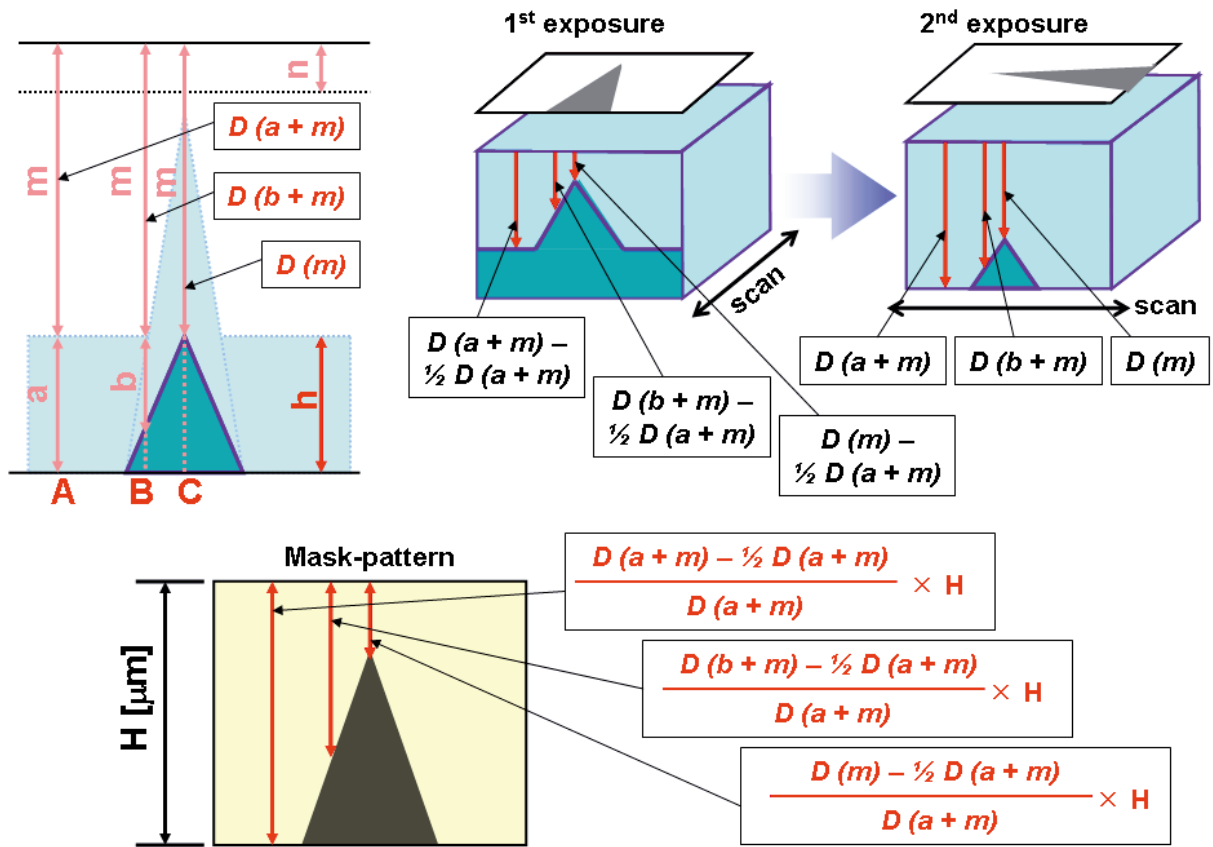 1st exposure
2nd exposure
n
D (a + m)
m
m
m
D (b + m)
D (m)
scan
scan
a
b
h
D (a + m) –
½ D (a + m)
D (b + m) –
½ D (a + m)
D (m) –
½ D (a + m)
D (a + m)
D (b + m)
D (m)
A
B
C
Mask-pattern
H [μm]
D (a + m) – ½ D (a + m)
D (a + m)
× H
D (b + m) – ½ D (a + m)
D (a + m)
× H
D (m) – ½ D (a + m)
D (a + m)
× H